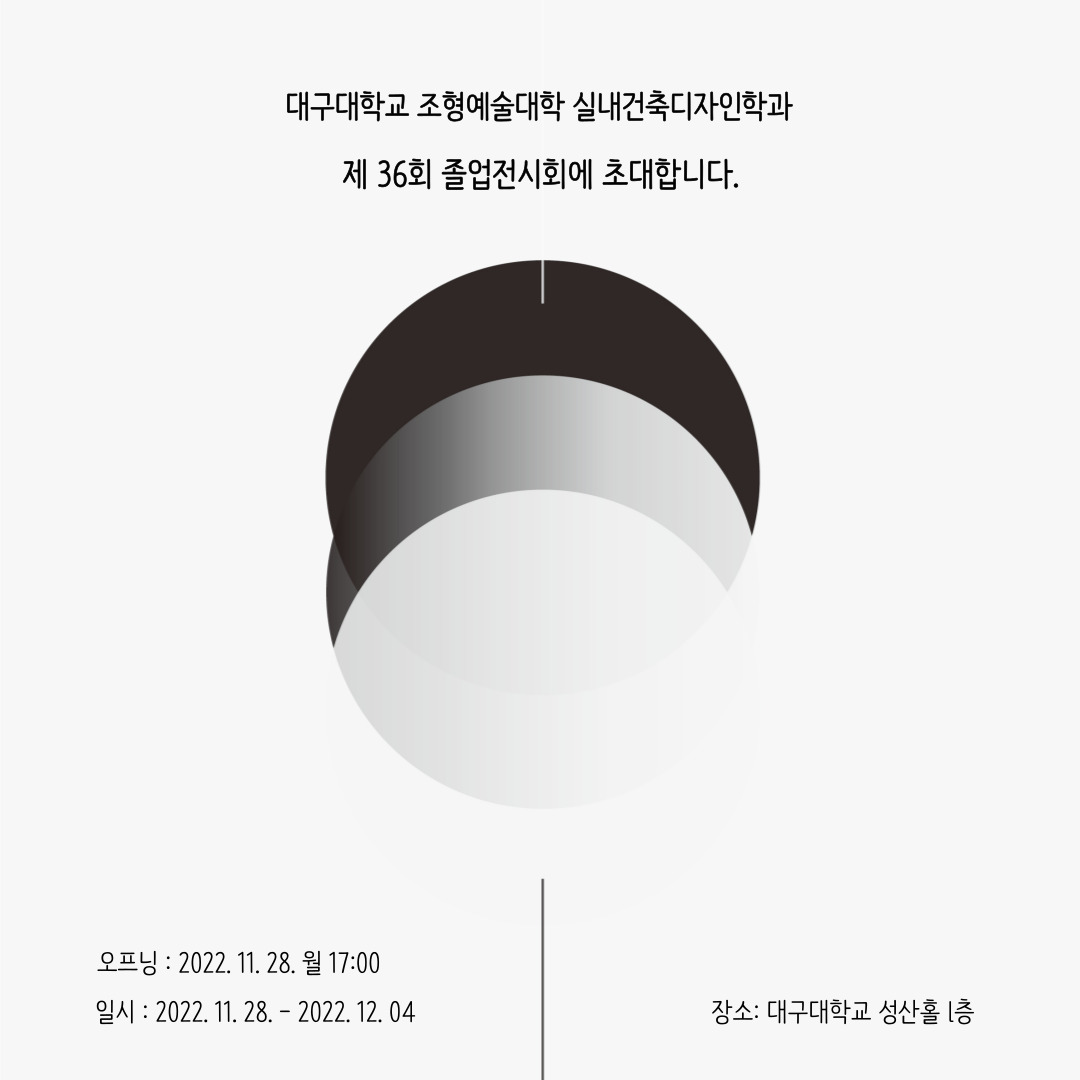 대구대학교 조형예술대학 실내건축디자인학과
제 36회 졸업전시회에 초대합니다.
오프닝 : 2022. 11. 28. 월 17:00
일시 : 2022. 11. 28. - 2022. 12. 04
장소: 대구대학교 성산홀 l층